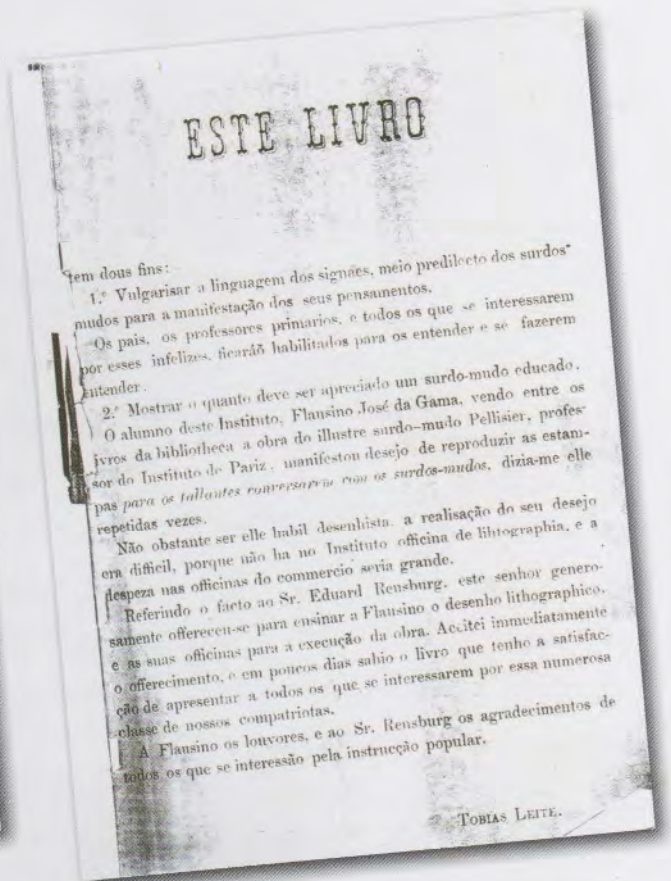 ESTE LIVRO
tem dous fins:
1.º Vulgarisar a linguagem dos signaes, meio predilecto dos surdos-
mudos para a manifestação dos seus pensamentos.
Os pais, os professores primarios, e todos os que se interessarem
por esses infelizes, ficaráõ habilitados para os entender e se fazerem
entender.
2.º Mostrar o quanto deve ser apreciado um surdo-mudo educado.
O alumno deste Instituto, Flausino José da Gama, vendo entre os
ivros da bibliotheca a obra do illustre surdo-mudo Pellisier, profes-
sor do Instituto de Pariz, manifestou desejo de reproduzir as estam-
pas para os fallantes conversarem com os surdos-mudos, dizia-me elle
repetidas vezes.
Não obstante ser elle habil desenhista, a realisação do seu desejo
era difficil, porque não ha no Instituto officina de lithographia, e a
despeza nas officinas do commercio seria grande.
Referindo o facto ao Sr. Eduard Rensburg, este senhor genero-
samente offereceu-se para ensinar a Flausino o desenho lithographico,
e as suas officinas para a execução da obra. Acceitei immediatamente
o offerecimento, e em poucos dias sahio o livro que tenho a satisfac-
ção de apresentar a todos os que se interessarem por essa numerosa
classe de nossos compatriotas.
A Flausino os louvores, e ao Sr. Rensburg os agradecimentos de
todos os que se interessão pela instrucção popular.
TOBIAS LEITE.